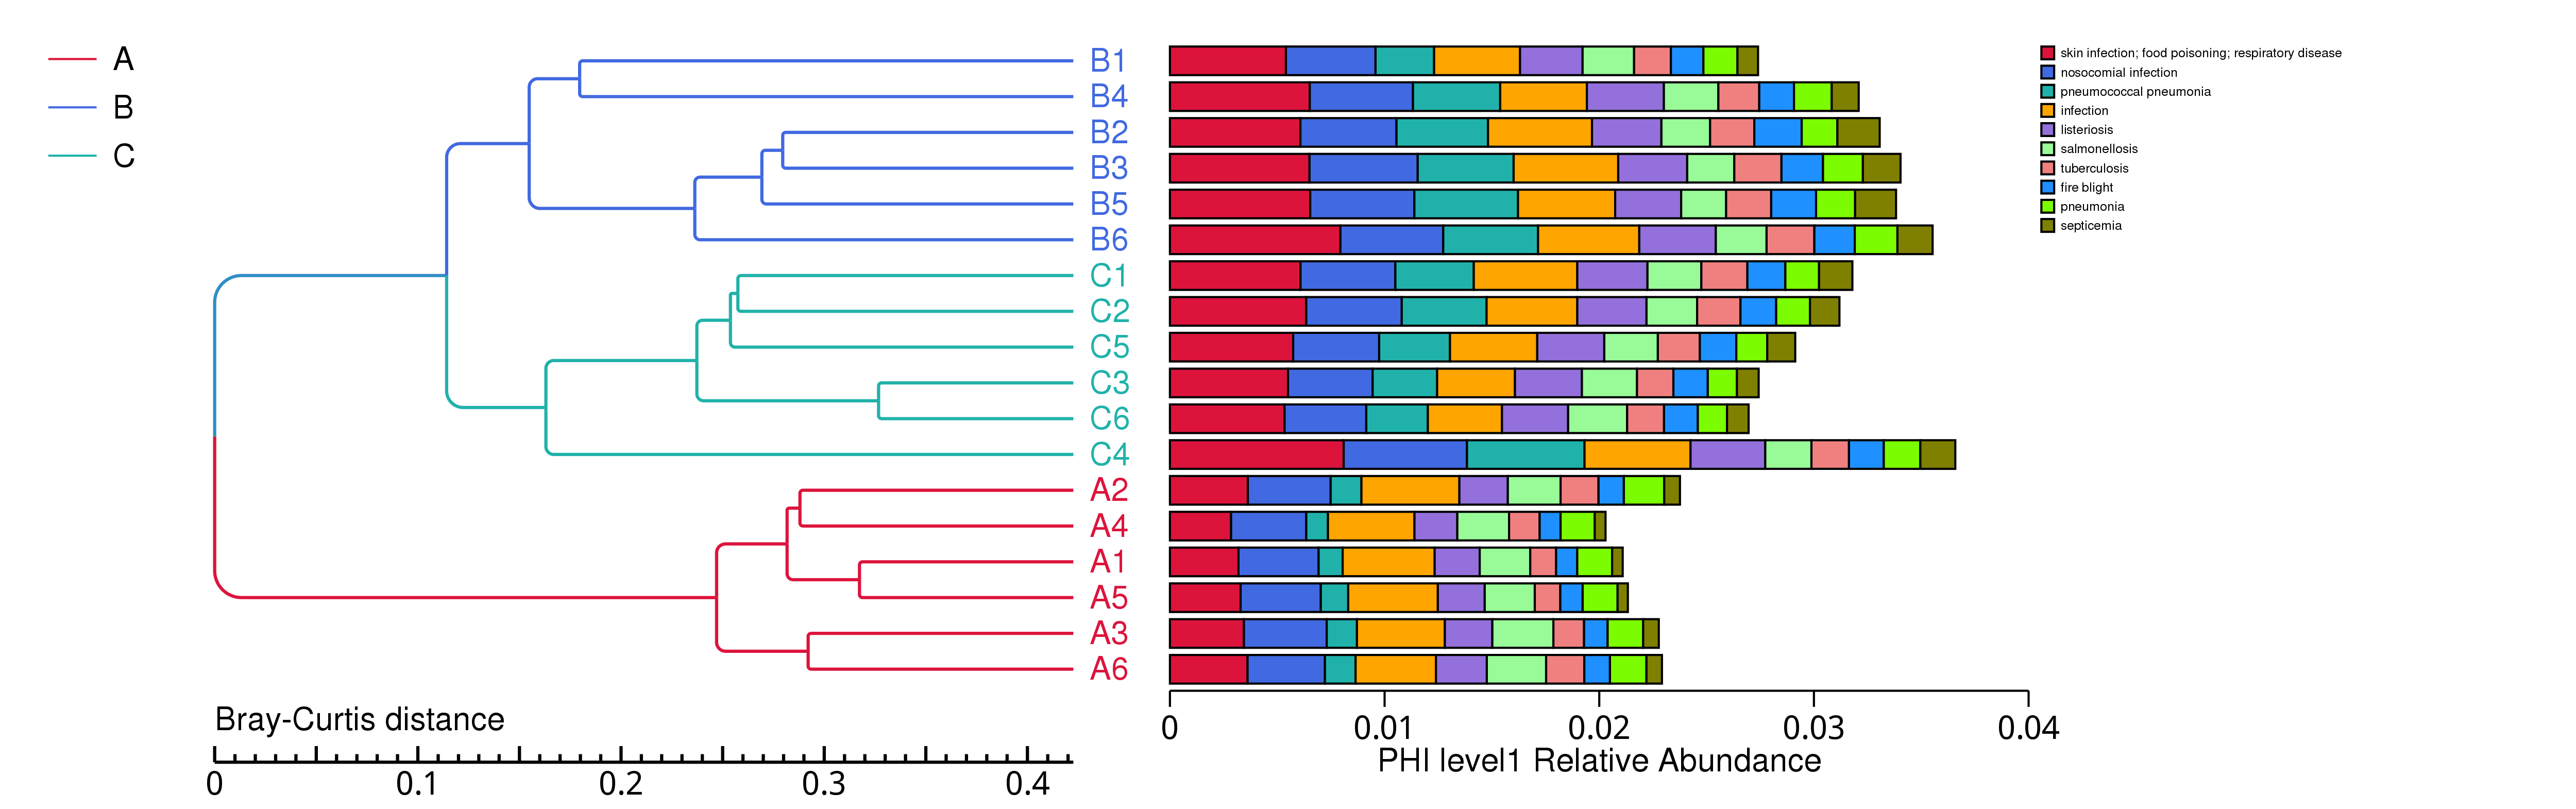 A
B
C
B1
B4
B2
B3
B5
B6
C1
C2
C5
C3
C6
C4
A2
A4
A1
A5
A3
A6
Bray-Curtis distance
0 0.1 0.2 0.3 0.4
0 0.01 0.02 0.03 0.04
PHI level1 Relative Abundance
skin infection; food poisoning; respiratory disease
nosocomial infection
pneumococcal pneumonia
infection
listeriosis
salmonellosis
tuberculosis
fire blight
pneumonia
septicemia